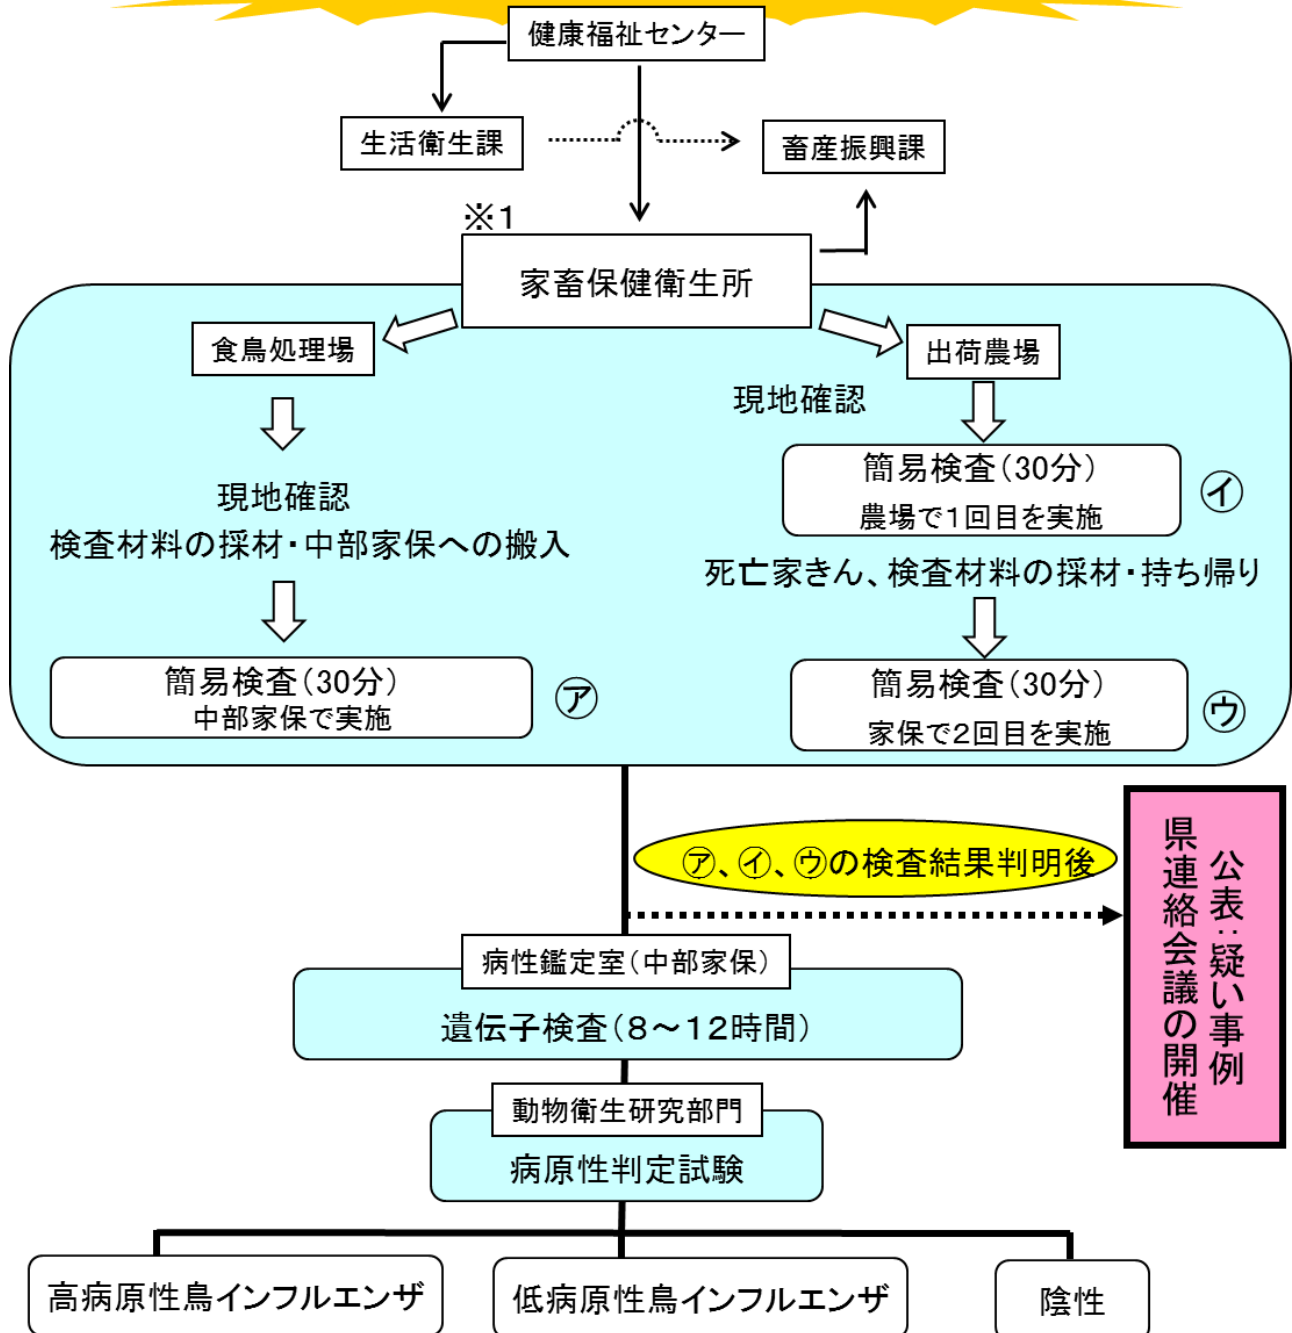 健康福祉センター
生活衛生課
畜産振興課
※1
家畜保健衛生所
食鳥処理場
現地確認
検査材料の採材・中部家保への搬入
簡易検査(30分)
中部家保で実施
㋐
出荷農場
現地確認
簡易検査(30分)
農場で1回目を実施
㋑
死亡家きん、検査材料の採材・持ち帰り
簡易検査(30分)
家保で2回目を実施
㋒
㋐、㋑、㋒の検査結果判明後
公表:疑い事例
県連絡会議の開催
病性鑑定室(中部家保)
遺伝子検査(8~12時間)
動物衛生研究部門
病原性判定試験
高病原性鳥インフルエンザ
低病原性鳥インフルエンザ
陰性